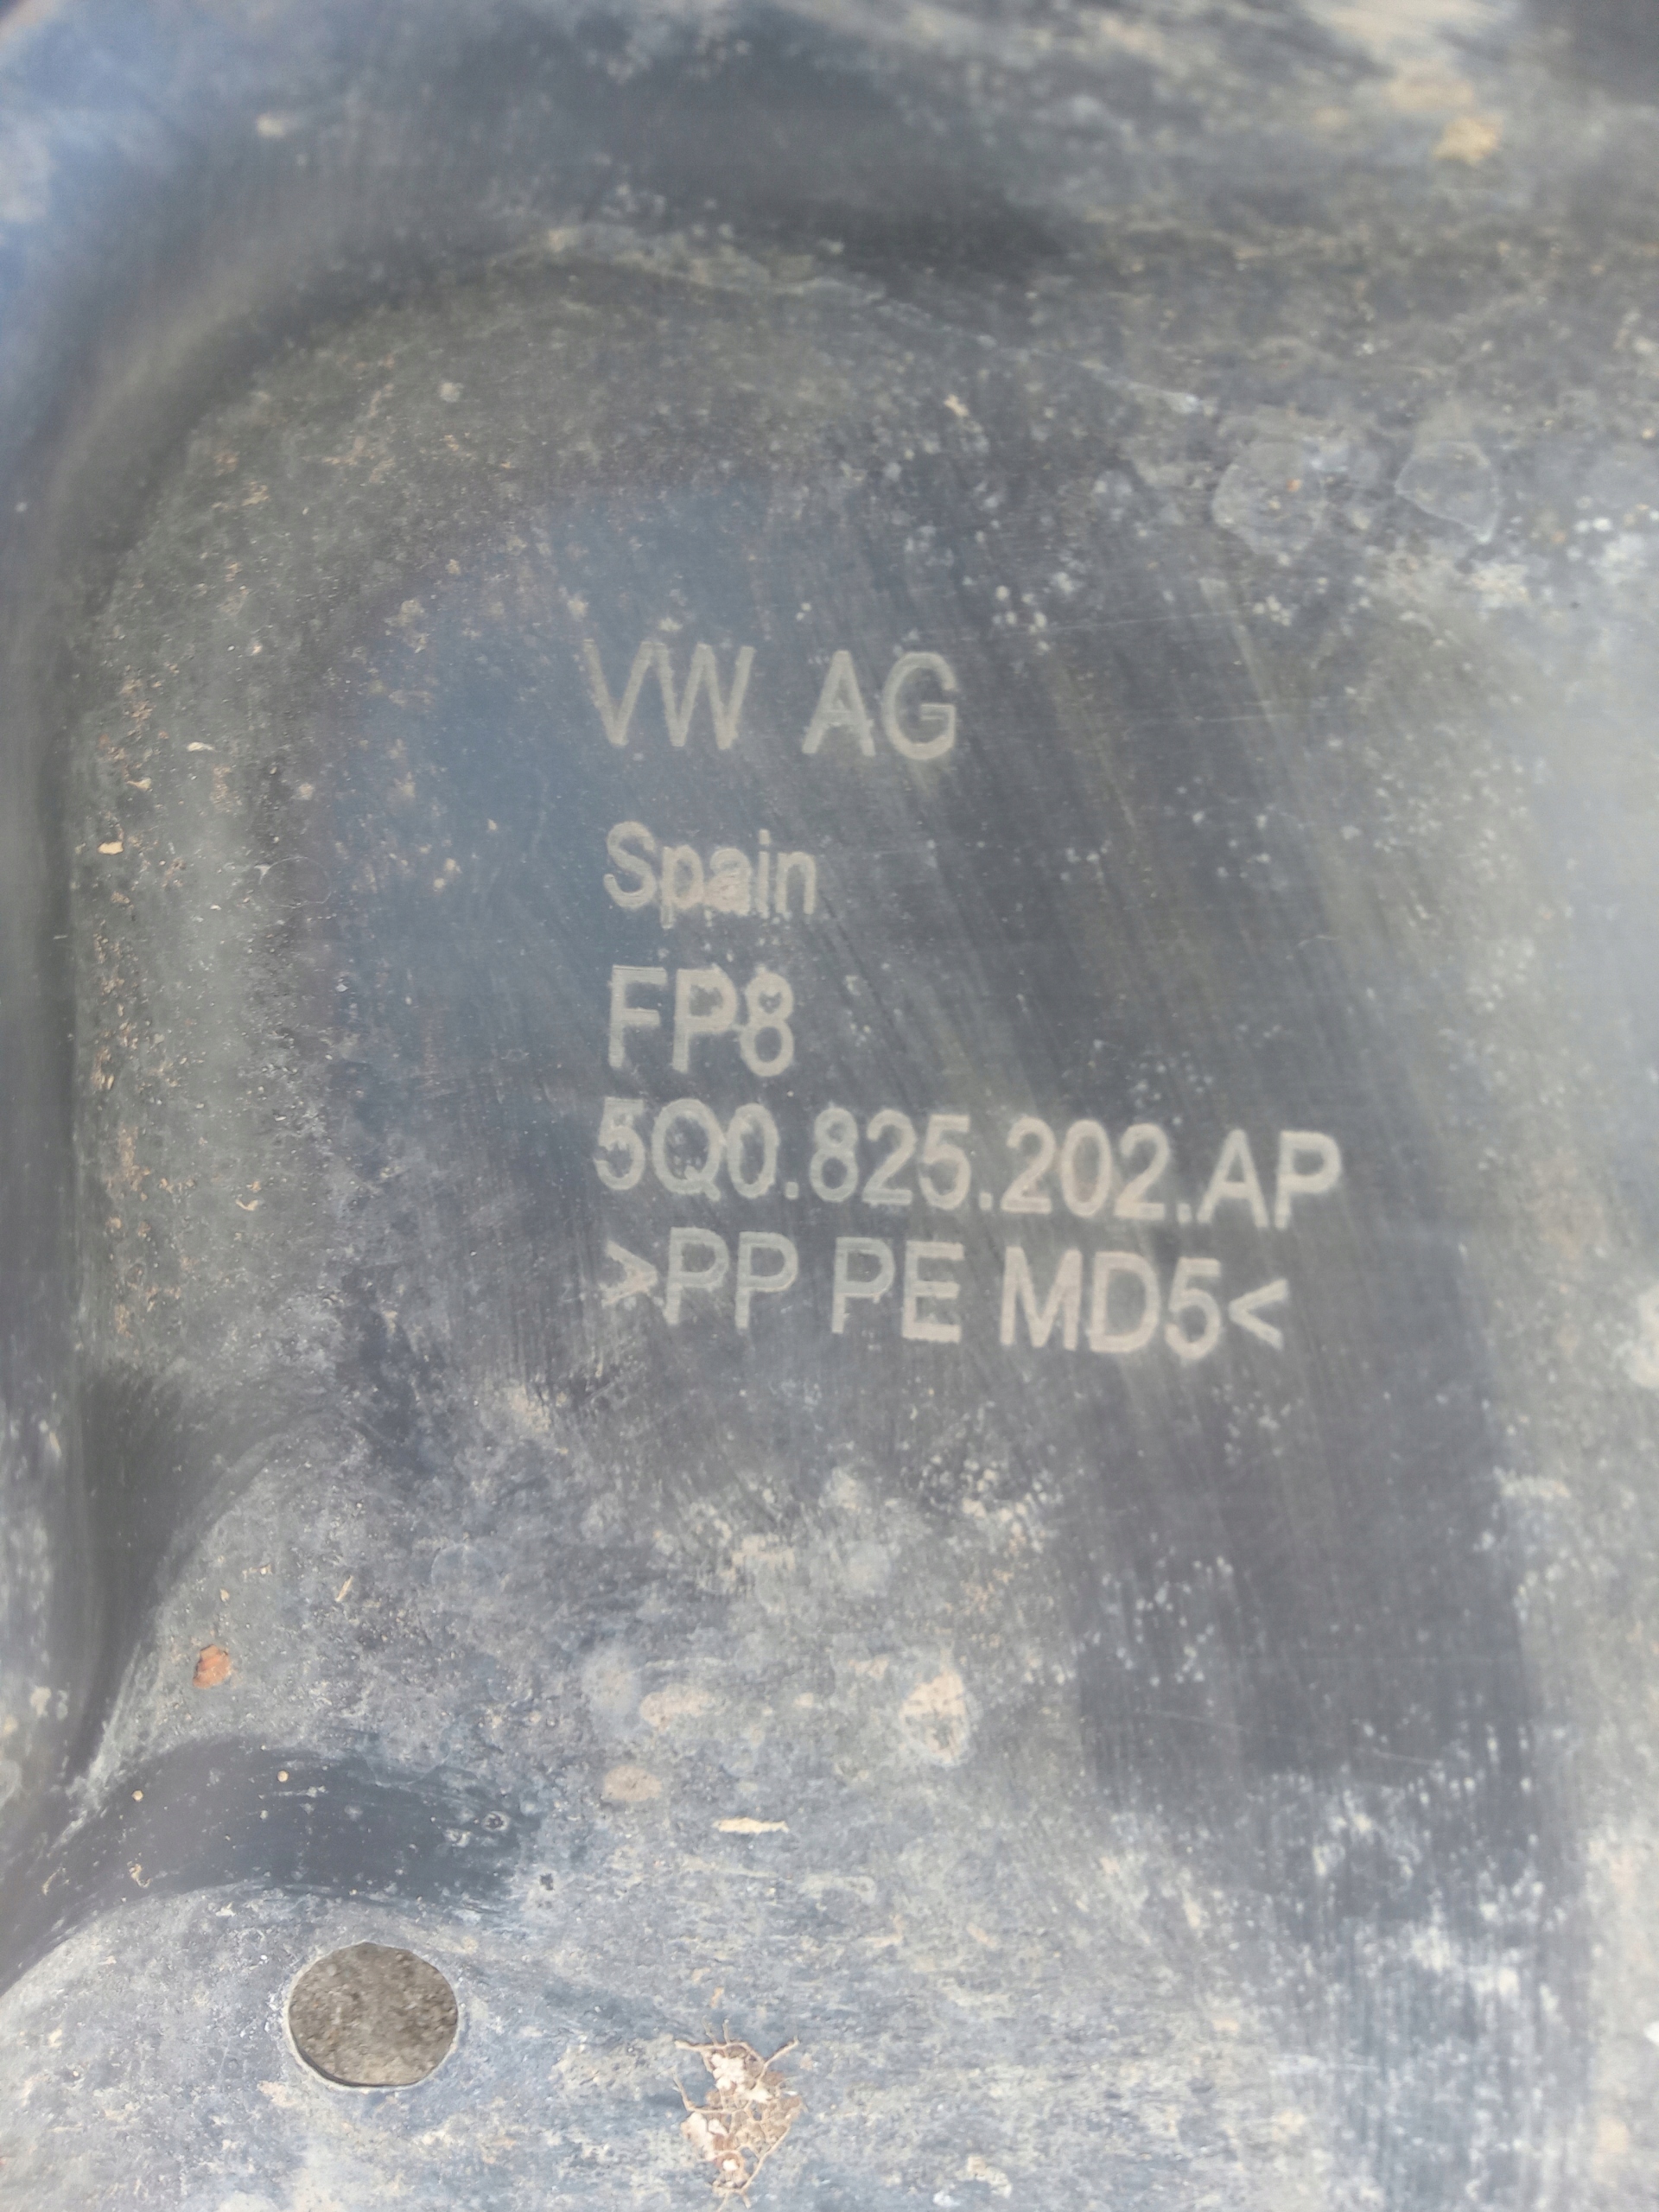 VW AG
Spain
FP8
5Q0.825.202.AP
>PP PE MD5<